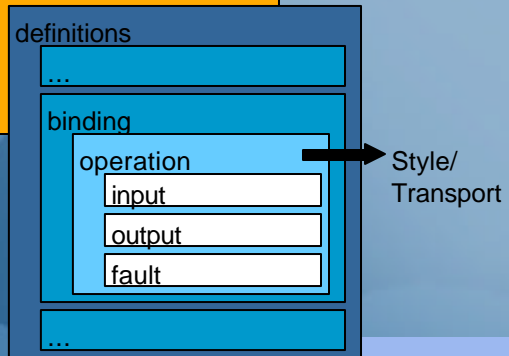 definitions
...
binding
operation
input
output
fault
Style/
Transport
...